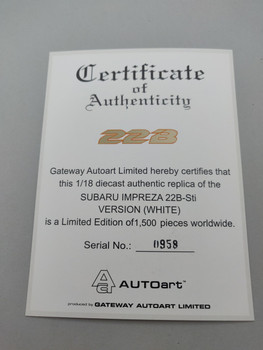 Certificate
of
Authenticity
22B
Gateway Autoart Limited hereby certifies that
this 1/18 diecast authentic replica of the
SUBARU IMPREZA 22B-Sti
VERSION (WHITE)
is a Limited Edition of1,500 pieces worldwide.
Serial No.: 0958
AUTOart™
produced by GATEWAY AUTOART LIMITED